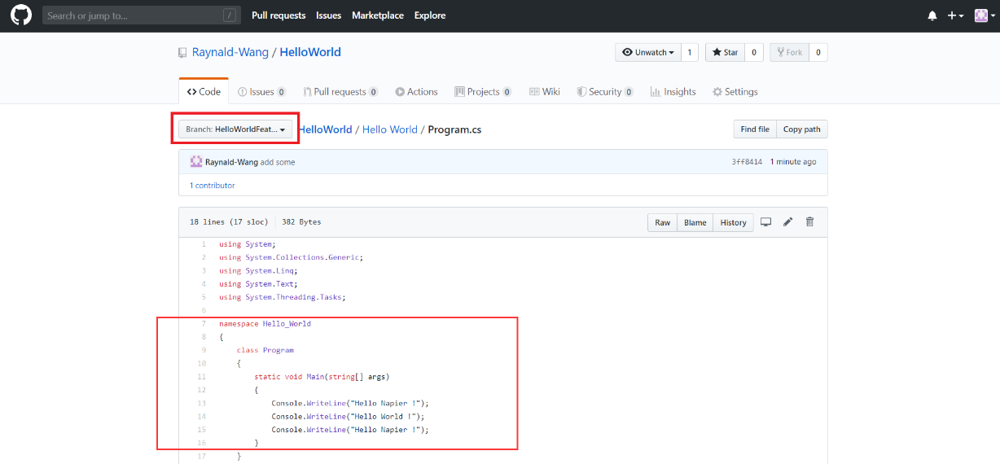 Search or jump to... / Pull requests Issues Marketplace Explore
Raynald-Wang / HelloWorld Unwatch 1 Star 0 Fork 0
Code Issues 0 Pull requests 0 Actions Projects 0 Wiki Security 0 Insights Settings
Branch: HelloWorldFeat... HelloWorld / Hello World / Program.cs Find file Copy path
Raynald-Wang add some 3ff8414 1 minute ago
1 contributor
18 lines (17 sloc) 382 Bytes Raw Blame History
1 using System;
2 using System.Collections.Generic;
3 using System.Linq;
4 using System.Text;
5 using System.Threading.Tasks;
6
7 namespace Hello_World
8 {
9 class Program
10 {
11 static void Main(string[] args)
12 {
13 Console.WriteLine("Hello Napier !");
14 Console.WriteLine("Hello World !");
15 Console.WriteLine("Hello Napier !");
16 }
17 }